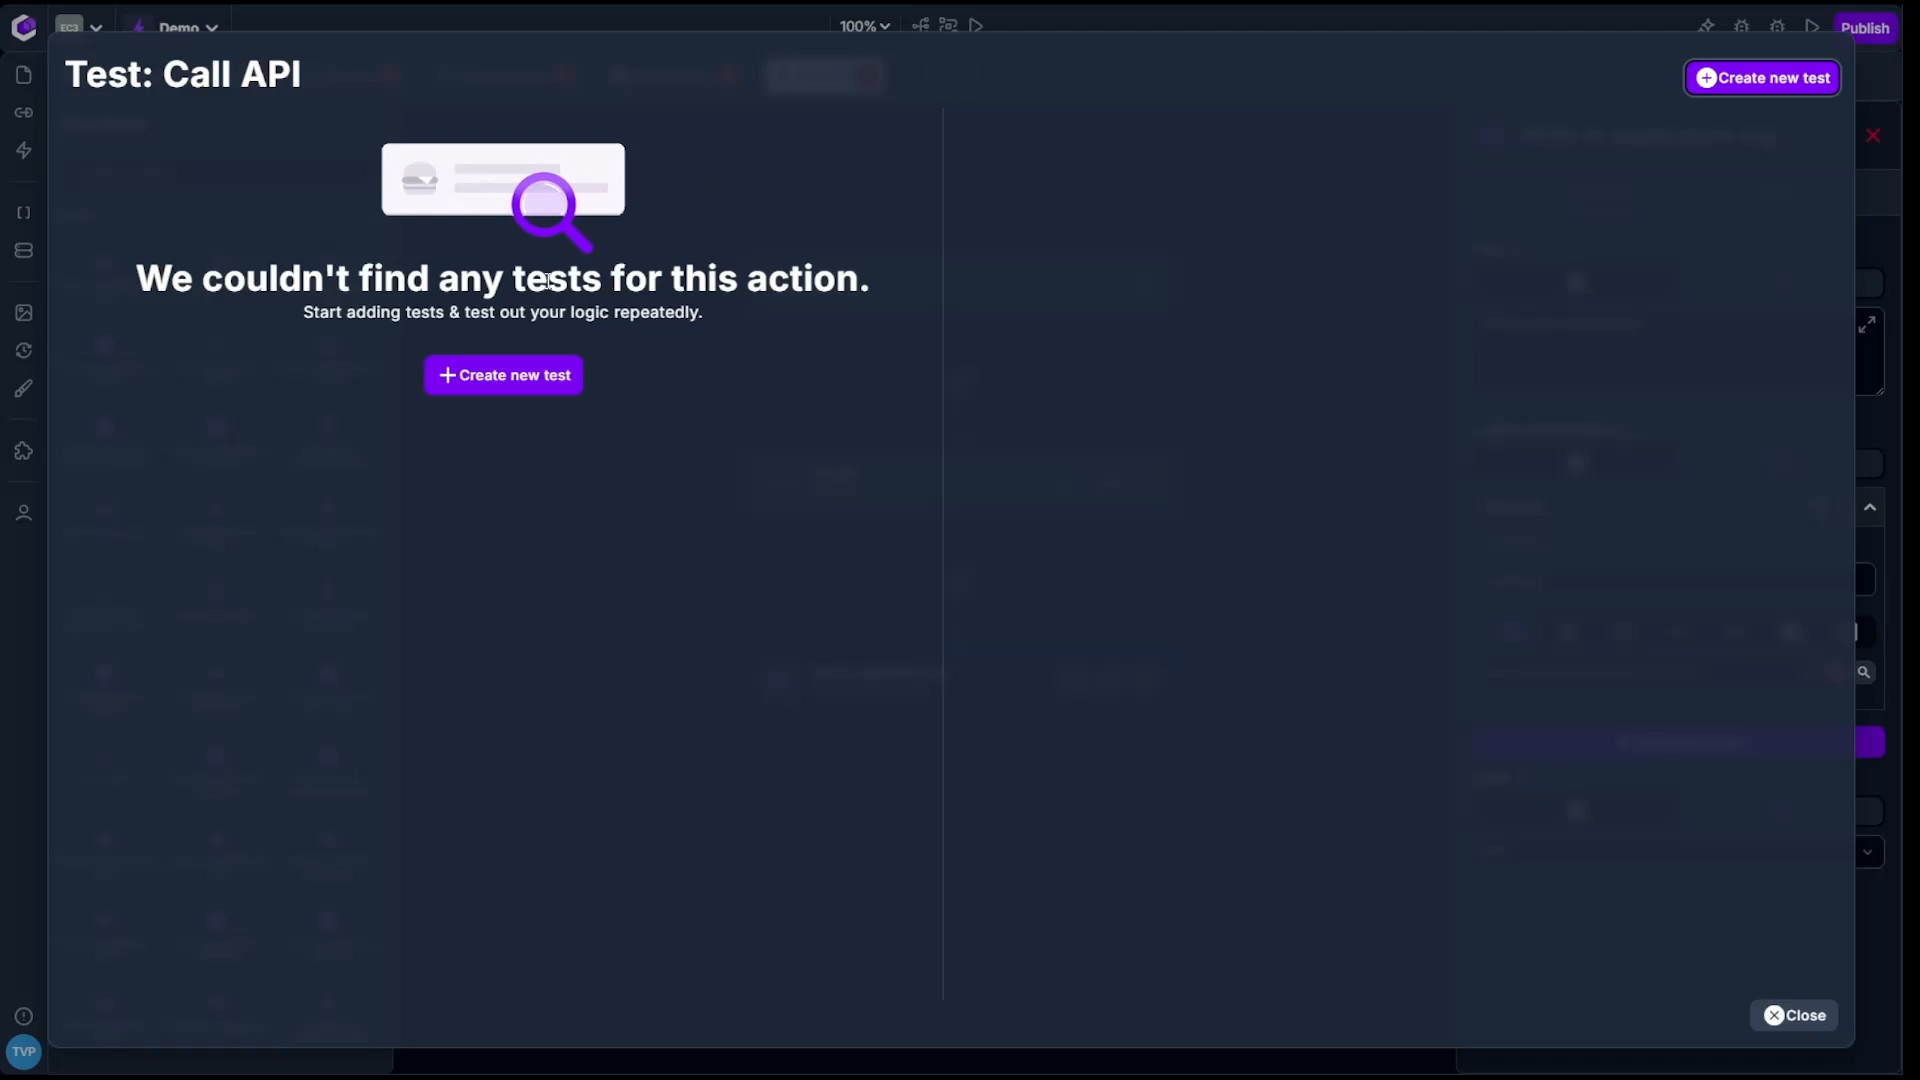 EC3
Demo
100%
Publish
Test: Call API
Create new test
We couldn't find any tests for this action.
Start adding tests & test out your logic repeatedly.
Create new test
Close
TVP